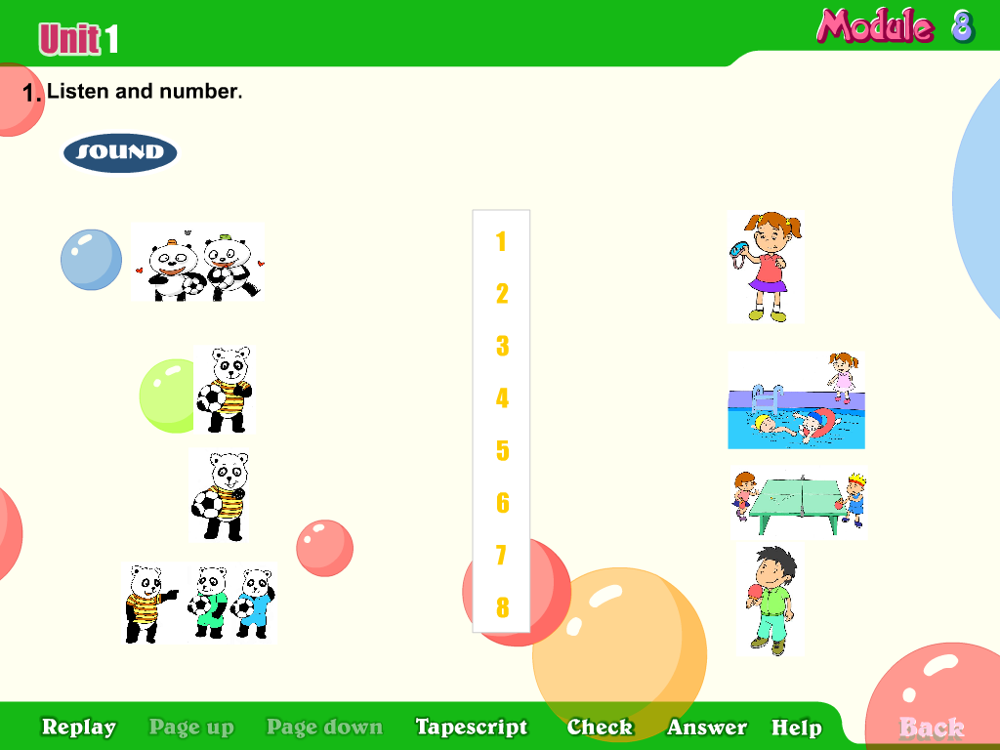 Unit 1
Module 8
1. Listen and number.
SOUND
1
2
3
4
5
6
7
8
Replay Page up Page down Tapescript Check Answer Help Back